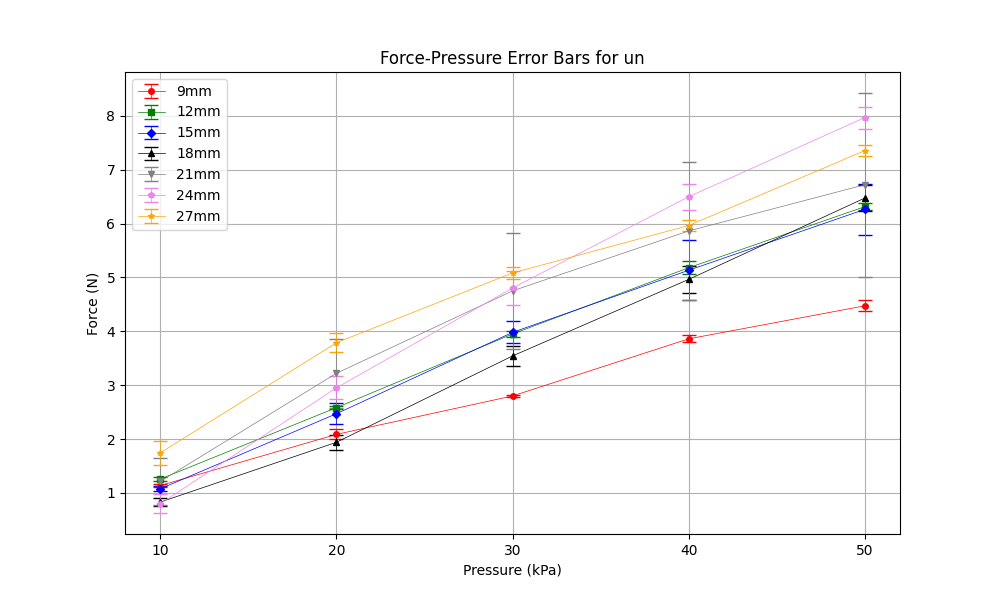 Force-Pressure Error Bars for un
9mm
12mm
15mm
18mm
21mm
24mm
27mm
8
7
6
5
4
3
2
1
Force (N)
10 20 30 40 50
Pressure (kPa)